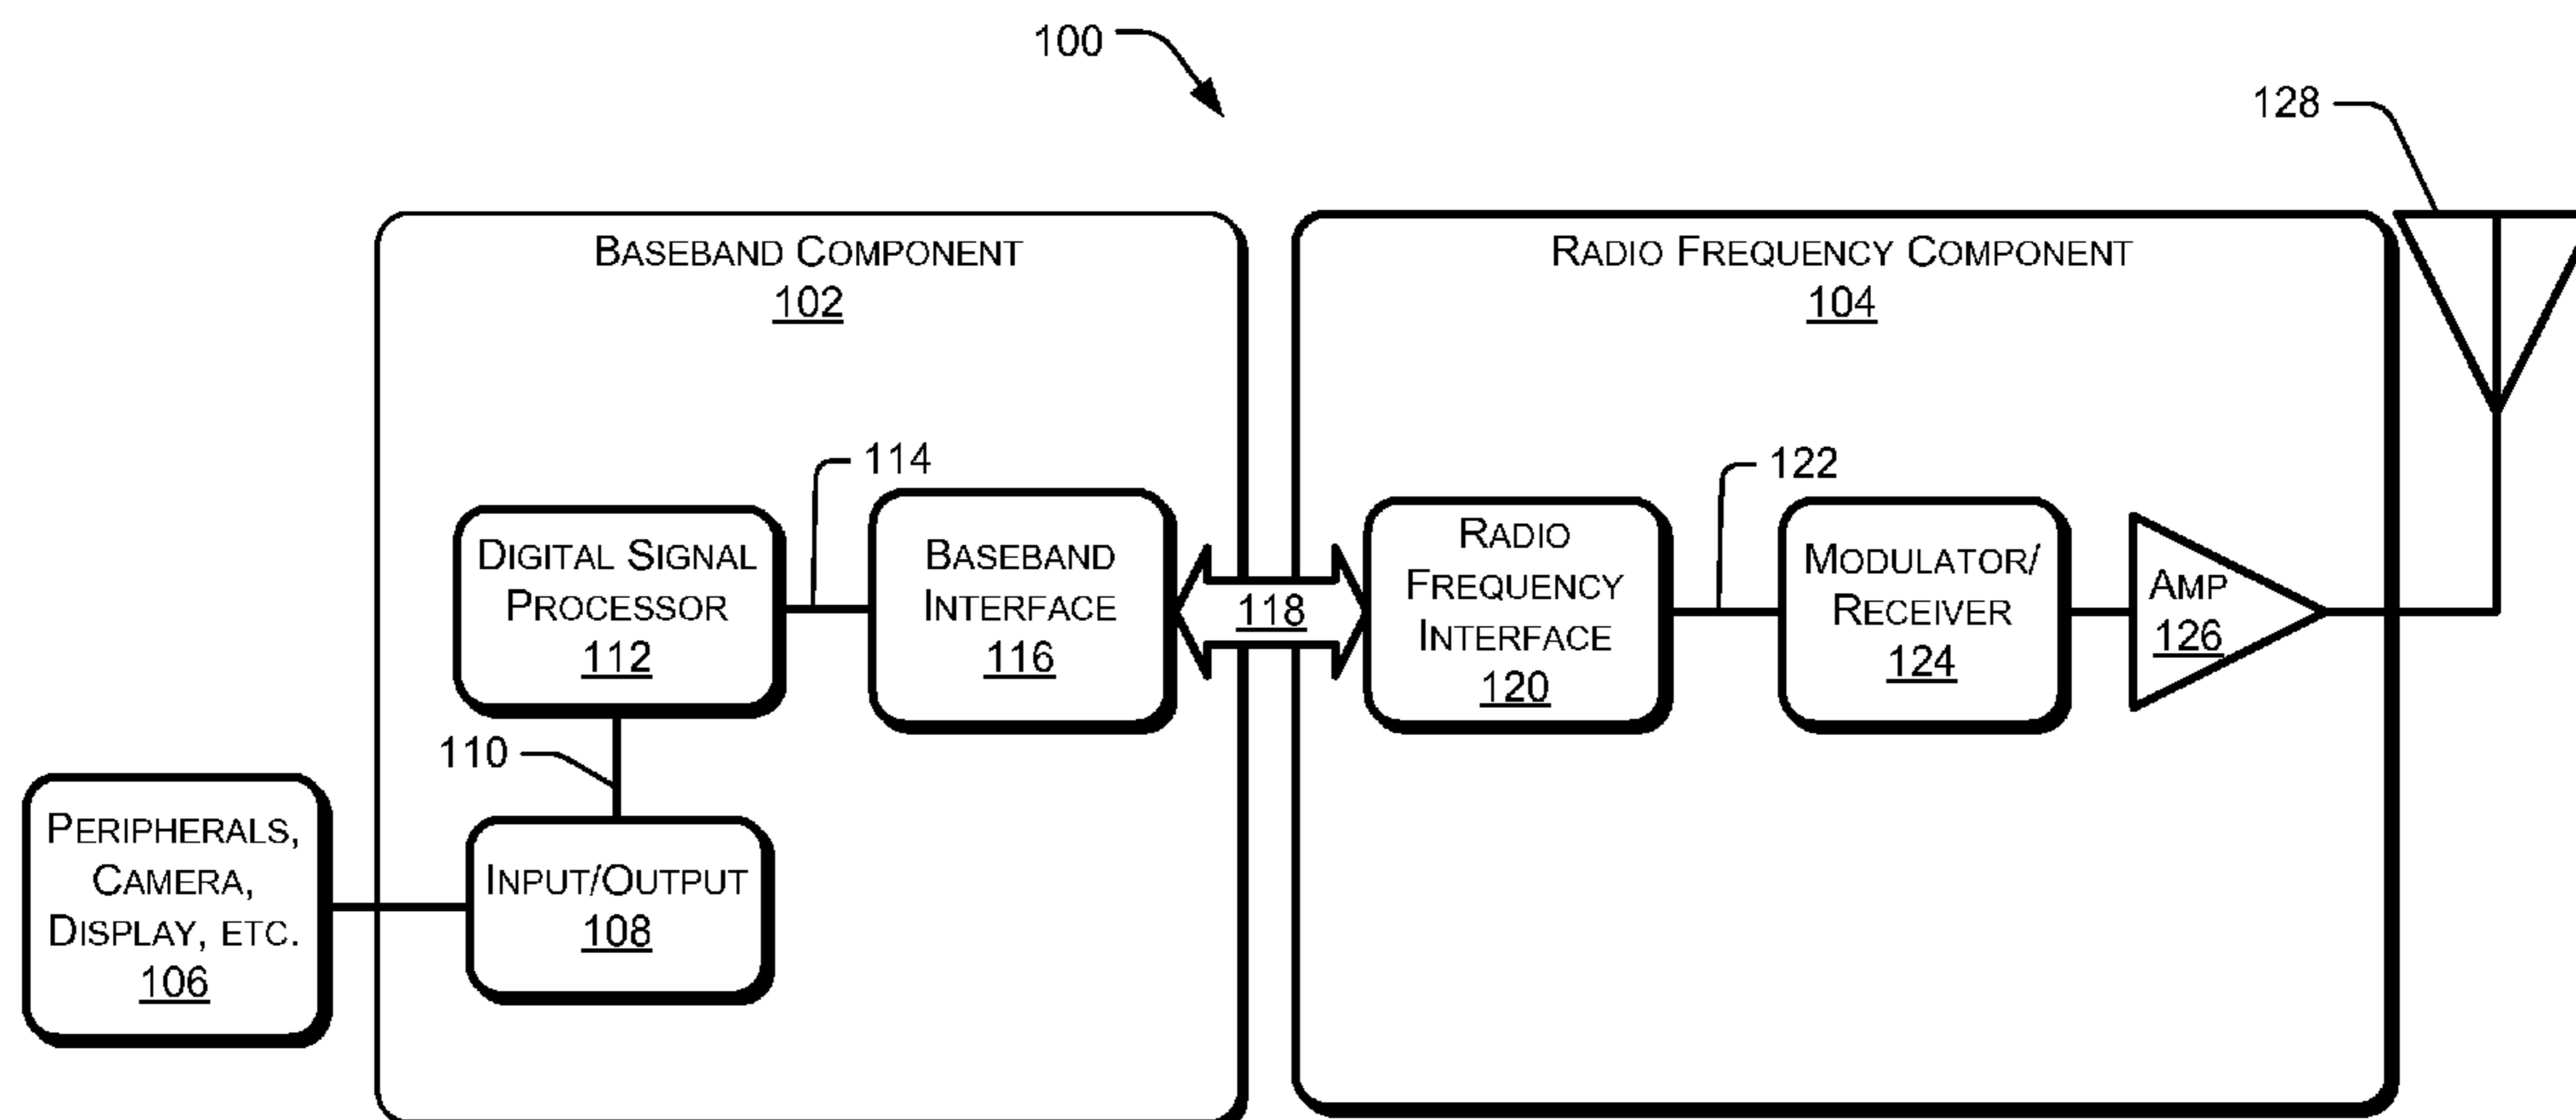 100
128
BASEBAND COMPONENT
102
RADIO FREQUENCY COMPONENT
104
114
122
DIGITAL SIGNAL
PROCESSOR
112
BASEBAND
INTERFACE
116
118
RADIO
FREQUENCY
INTERFACE
120
MODULATOR/
RECEIVER
124
AMP
126
110
PERIPHERALS,
CAMERA,
DISPLAY, ETC.
106
INPUT/OUTPUT
108